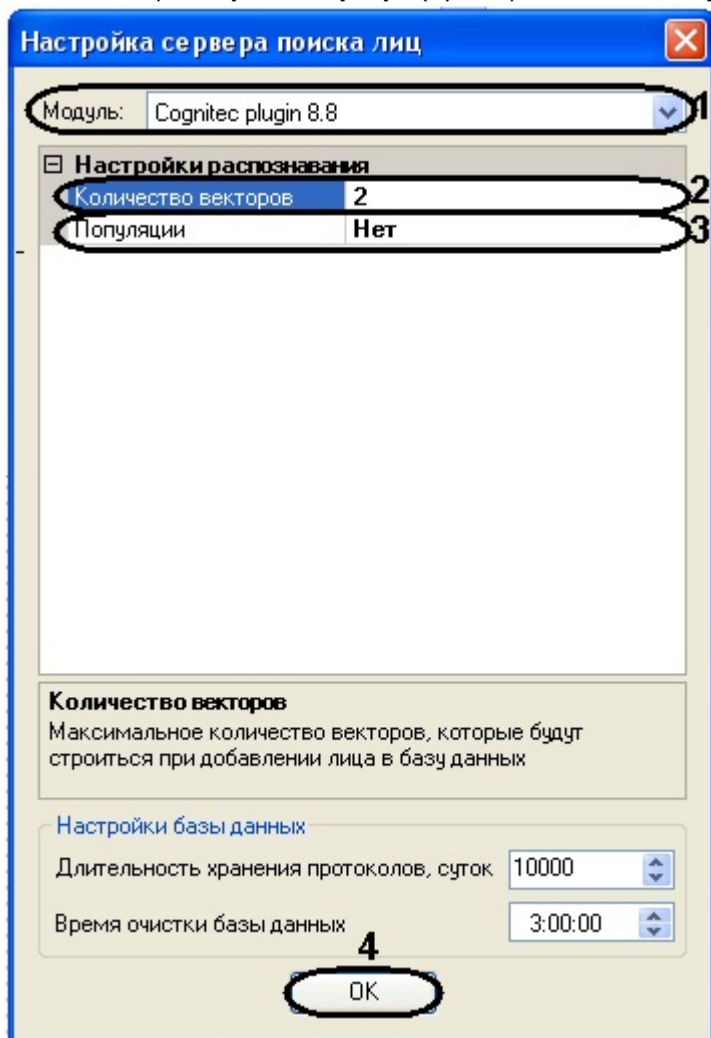 Настройка сервера поиска лиц
Модуль: Cognitec plugin 8.8 1
Настройки распознавания
Количество векторов 2 2
Популяции Нет 3
Количество векторов
Максимальное количество векторов, которые будут
строиться при добавлении лица в базу данных
Настройки базы данных
Длительность хранения протоколов, суток 10000
Время очистки базы данных 3:00:00
4
OK